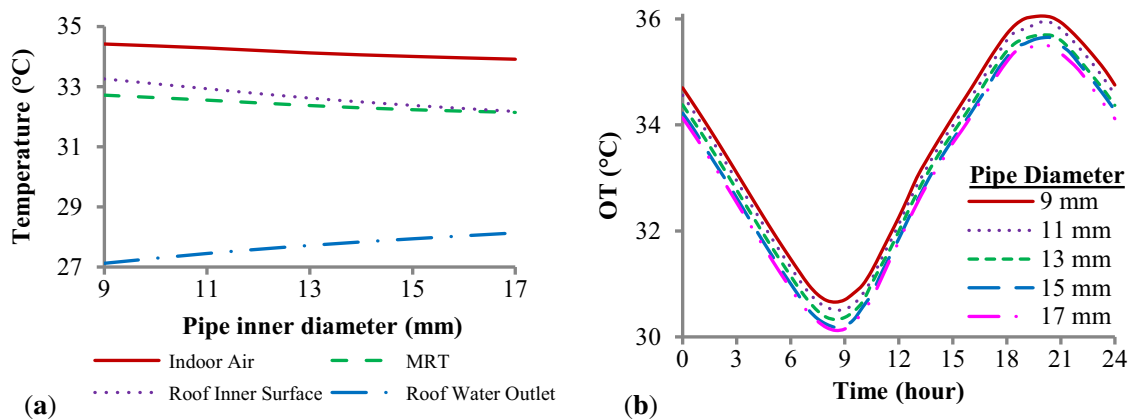 35
33
31
29
27
Temperature (°C)
9
11
13
15
17
Pipe inner diameter (mm)
Indoor Air
MRT
Roof Inner Surface
Roof Water Outlet
(a)
36
34
32
30
OT (°C)
Pipe Diameter
9 mm
11 mm
13 mm
15 mm
17 mm
0
3
6
9
12
15
18
21
24
Time (hour)
(b)